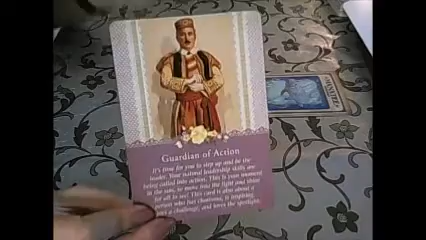 Guardian of Action
It's time for you to step up and be the
leader. Your natural leadership skills are
being called into action. This is your moment
in the sun, so move into the light and shine
for all to see! This card is also about a
person who has charisma, is inspiring,
a challenge, and loves the spotlight.